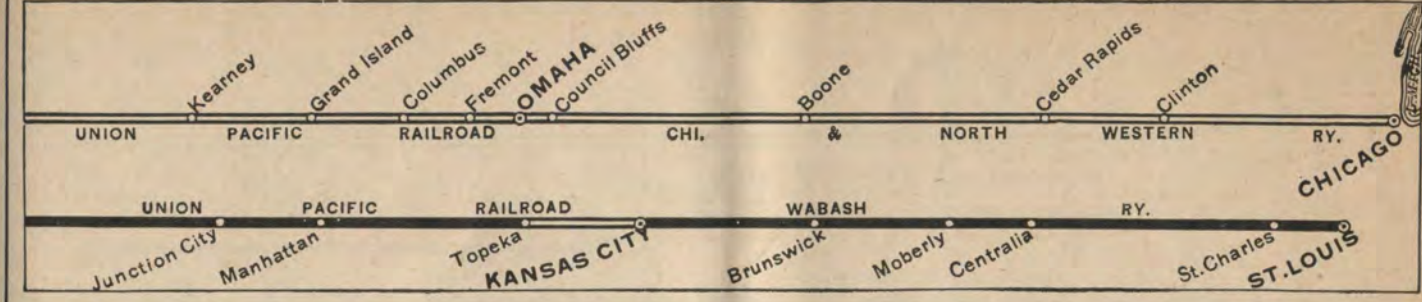 Kearney
Grand Island
Columbus
Fremont
OMAHA
Council Bluffs
Boone
Cedar Rapids
Clinton
UNION PACIFIC RAILROAD CHI. & NORTH WESTERN RY.
CHICAGO
UNION PACIFIC RAILROAD WABASH RY.
Junction City
Manhattan
Topeka
KANSAS CITY
Brunswick
Moberly
Centralia
St. Charles
ST. LOUIS